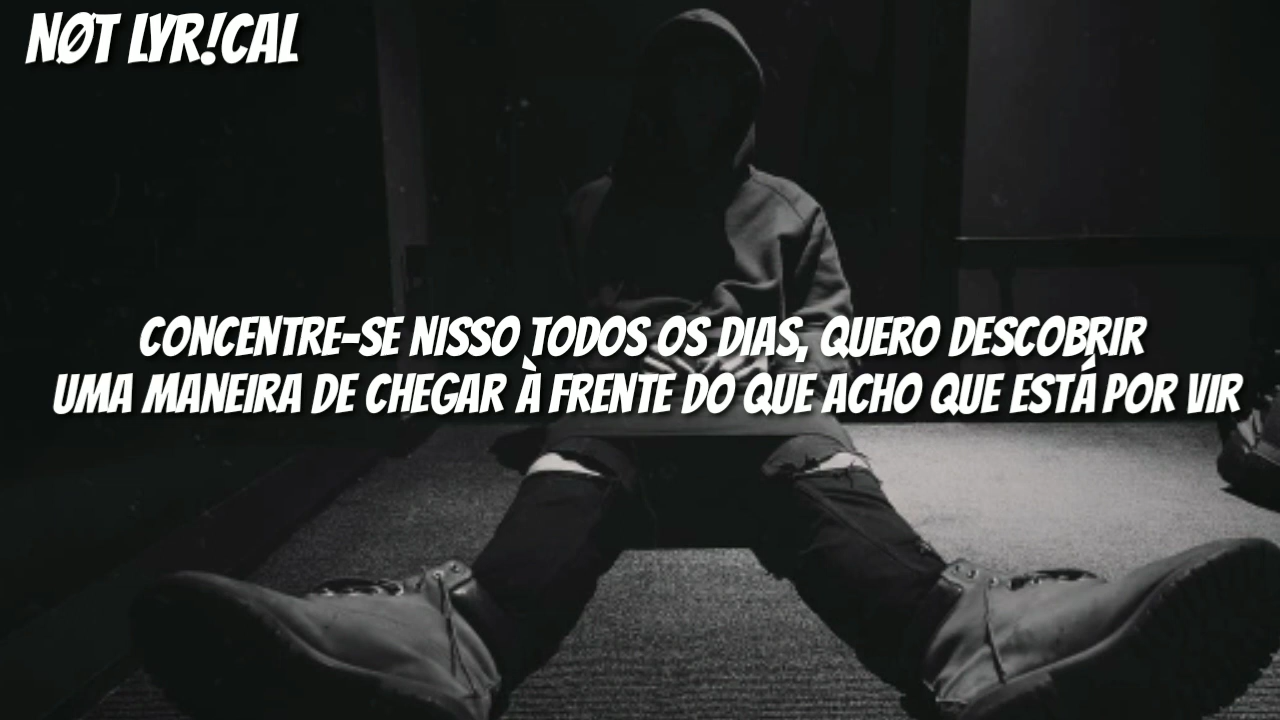 NØT LYR!CAL
CONCENTRE-SE NISSO TODOS OS DIAS, QUERO DESCOBRIR
UMA MANEIRA DE CHEGAR À FRENTE DO QUE ACHO QUE ESTÁ POR VIR